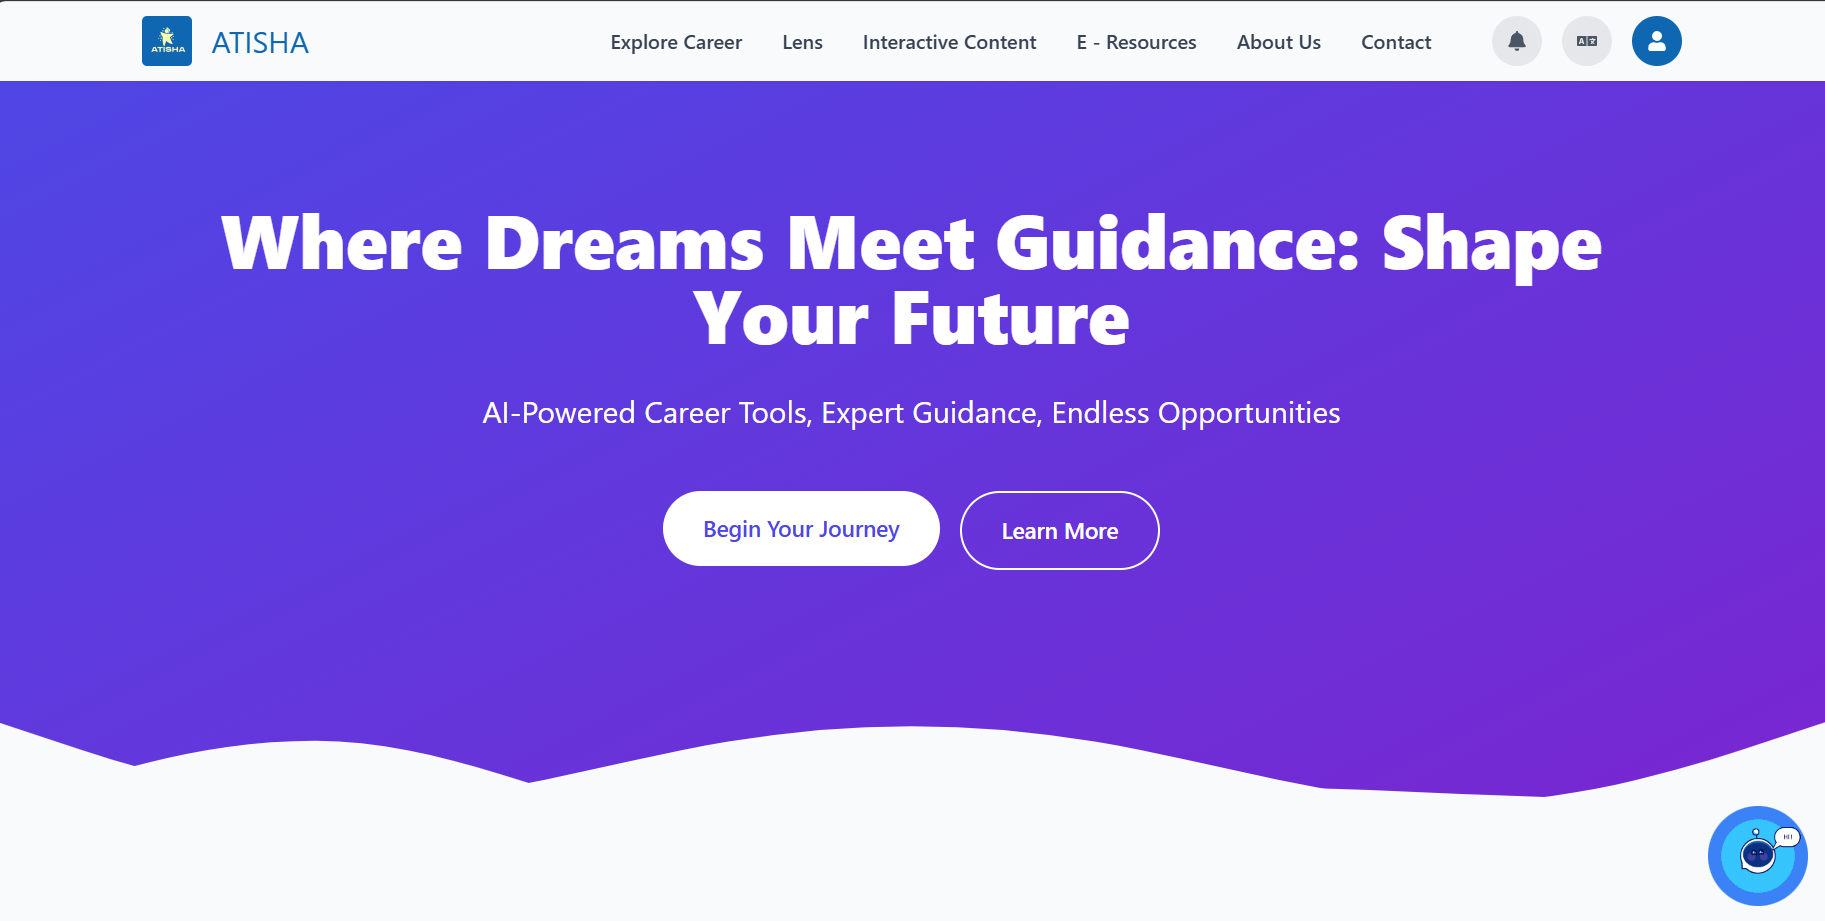 ATISHA
ATISHA
Explore Career
Lens
Interactive Content
E - Resources
About Us
Contact
Where Dreams Meet Guidance: Shape
Your Future
AI-Powered Career Tools, Expert Guidance, Endless Opportunities
Begin Your Journey
Learn More
HI!